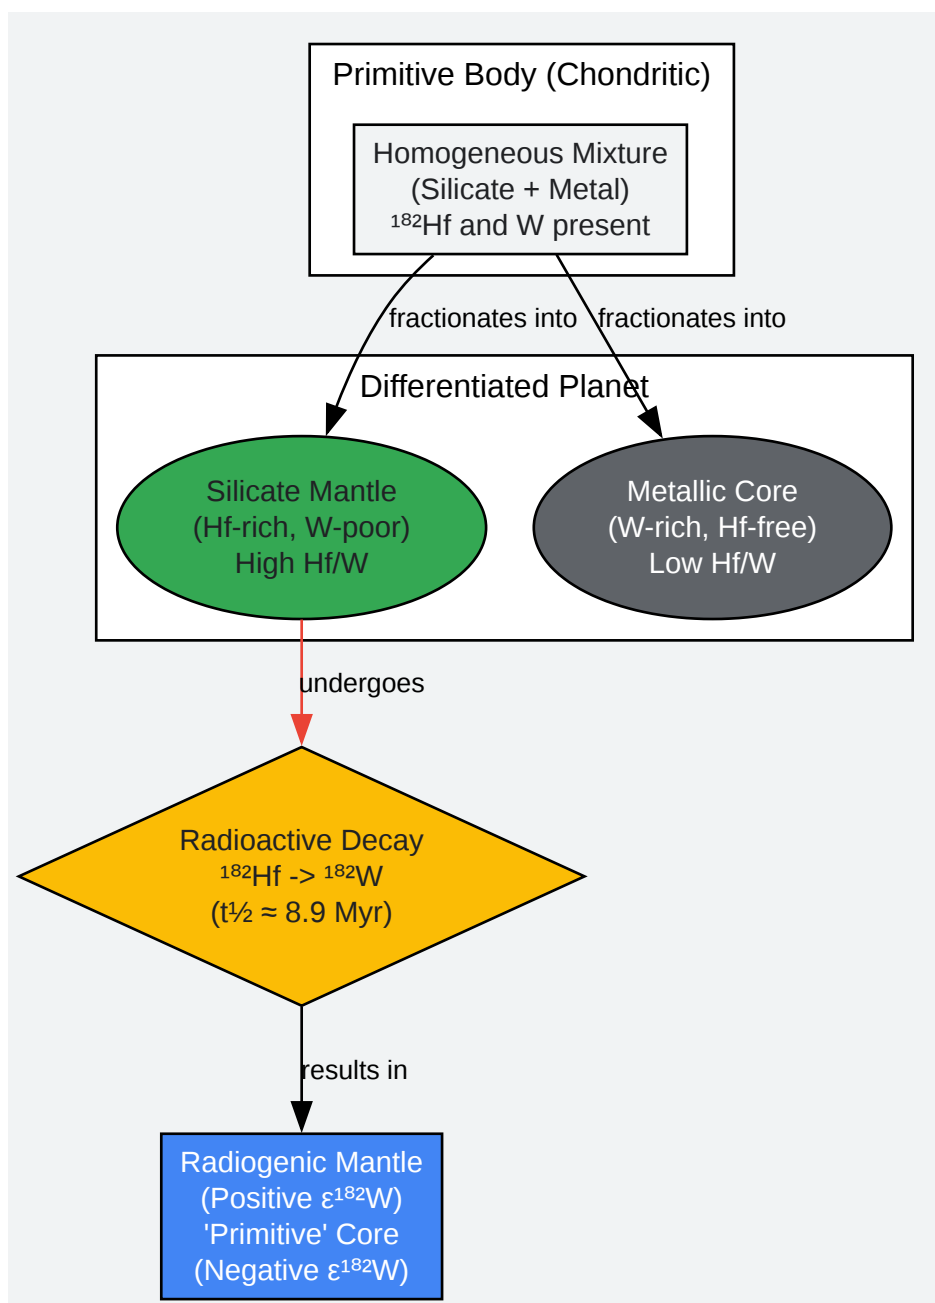 Primitive Body (Chondritic)
Homogeneous Mixture
(Silicate + Metal)
¹⁸²Hf and W present
fractionates into
fractionates into
Differentiated Planet
Silicate Mantle
(Hf-rich, W-poor)
High Hf/W
Metallic Core
(W-rich, Hf-free)
Low Hf/W
undergoes
Radioactive Decay
¹⁸²Hf -> ¹⁸²W
(t½ ≈ 8.9 Myr)
results in
Radiogenic Mantle
(Positive ε¹⁸²W)
'Primitive' Core
(Negative ε¹⁸²W)